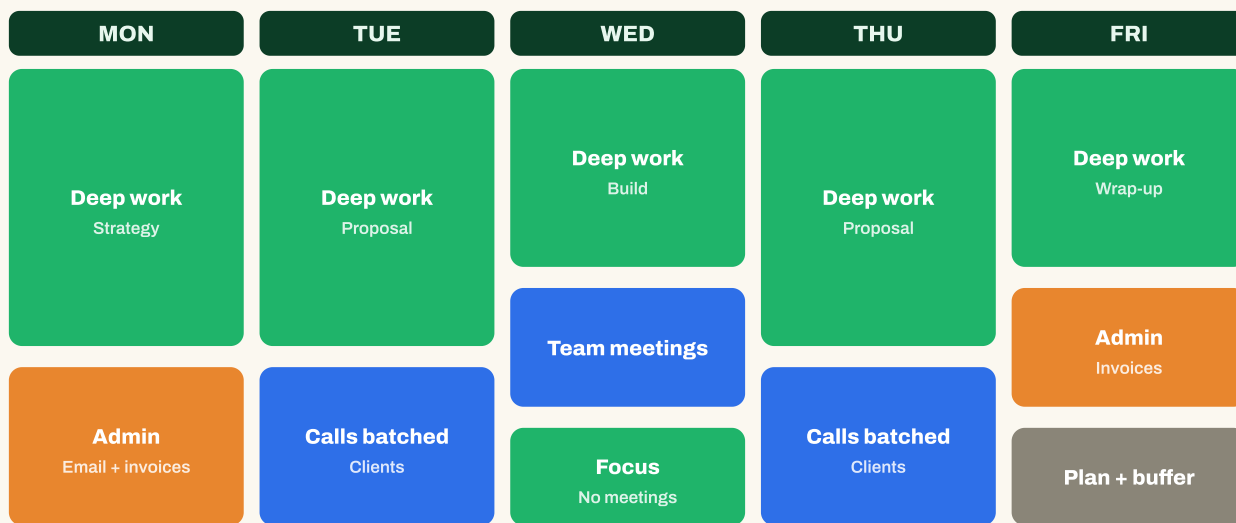 MON
TUE
WED
THU
FRI
Deep work
Strategy
Admin
Email + invoices
Deep work
Proposal
Calls batched
Clients
Deep work
Build
Team meetings
Focus
No meetings
Deep work
Proposal
Calls batched
Clients
Deep work
Wrap-up
Admin
Invoices
Plan + buffer